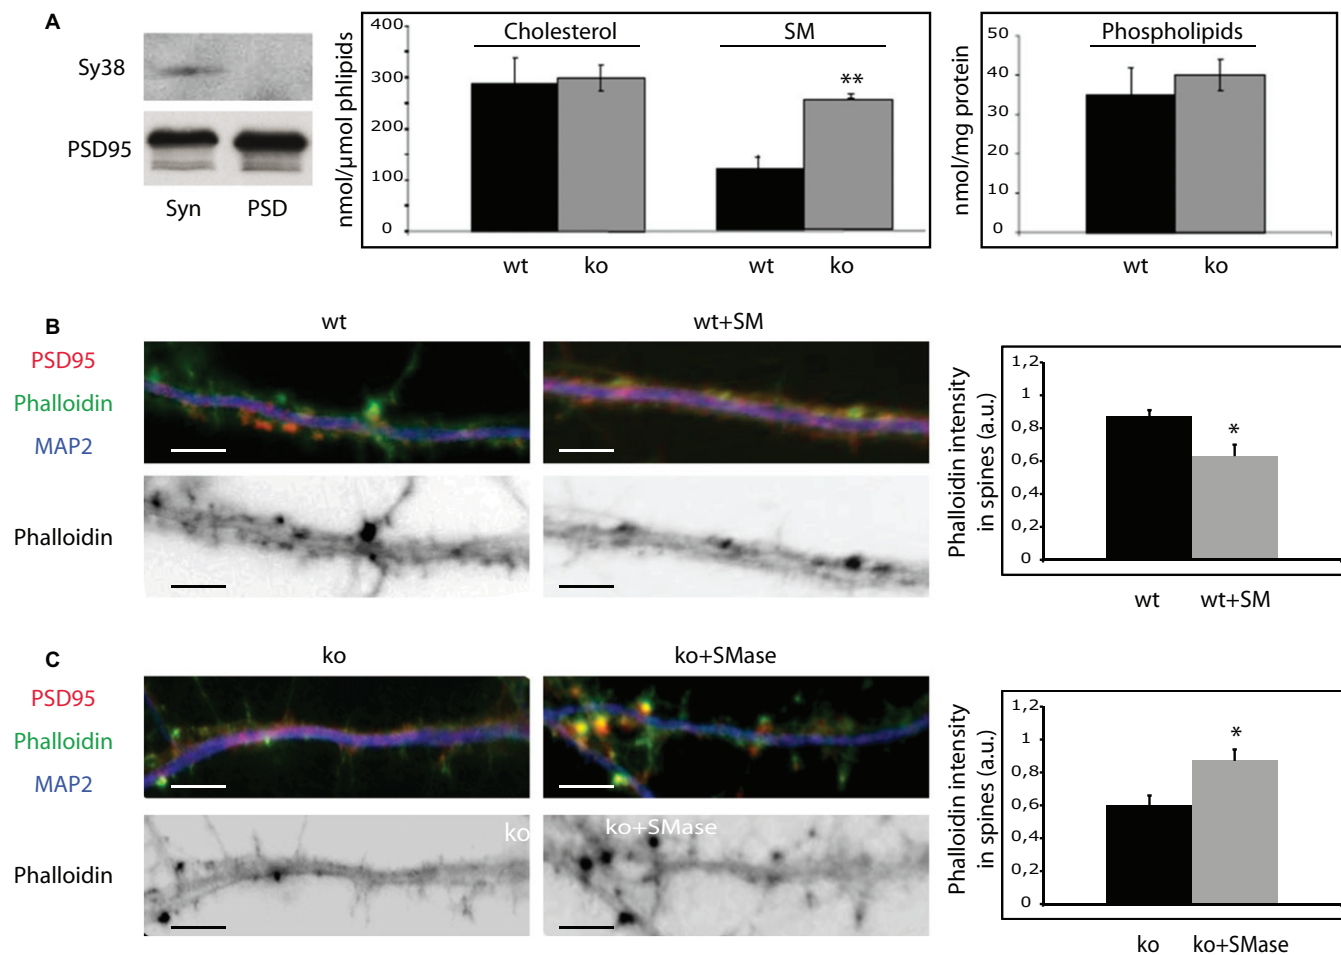 A
Sy38
PSD95
Syn PSD
nmol/µmol phlipids
400
300
200
100
0
Cholesterol
SM
**
wt ko wt ko
nmol/mg protein
50
40
30
20
10
0
Phospholipids
wt ko
B
wt
wt+SM
PSD95
Phalloidin
MAP2
Phalloidin
Phalloidin intensity
in spines (a.u.)
1,2
1
0,8
0,6
0,4
0,2
0
*
wt wt+SM
C
ko
ko+SMase
PSD95
Phalloidin
MAP2
ko
ko+SMase
Phalloidin
Phalloidin intensity
in spines (a.u.)
1,2
1
0,8
0,6
0,4
0,2
0
*
ko ko+SMase